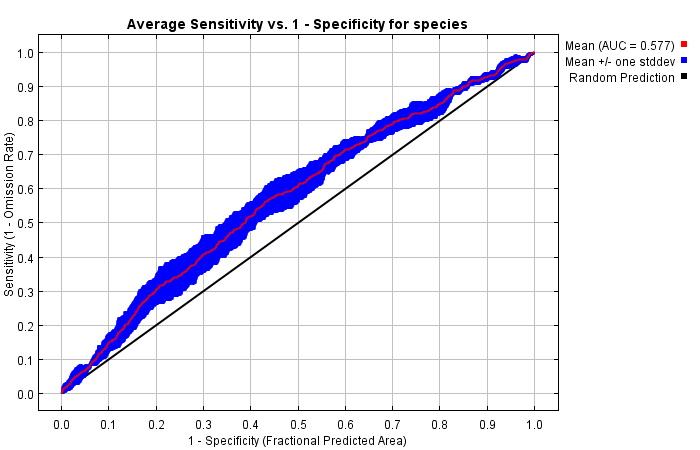 Average Sensitivity vs. 1 - Specificity for species
Mean (AUC = 0.577)
Mean +/- one stddev
Random Prediction
Sensitivity (1 - Omission Rate)
1.0
0.9
0.8
0.7
0.6
0.5
0.4
0.3
0.2
0.1
0.0
0.0 0.1 0.2 0.3 0.4 0.5 0.6 0.7 0.8 0.9 1.0
1 - Specificity (Fractional Predicted Area)